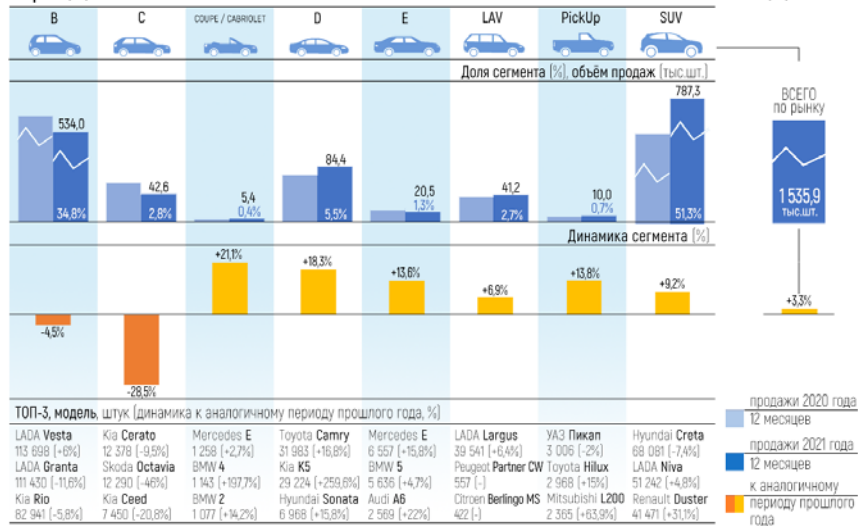 B C COUPE / CABRIOLET D E LAV PickUp SUV
Доля сегмента (%), объём продаж (тыс.шт.)
ВСЕГО
по рынку
534,0 42,6 5,4 84,4 20,5 41,2 10,0 787,3
34,8% 2,8% 0,4% 5,5% 1,3% 2,7% 0,7% 51,3%
1 535,9
тыс.шт.
Динамика сегмента (%)
-4,5% -28,5% +21,1% +18,3% +13,6% +6,9% +13,8% +9,2% +3,3%
ТОП-3, модель, штук (динамика к аналогичному периоду прошлого года, %)
LADA Vesta Kia Cerato Mercedes E Toyota Camry Mercedes E LADA Largus УАЗ Пикап Hyundai Creta
113 698 (+6%) 12 378 (-9,5%) 1 258 (+2,7%) 31 983 (+16,8%) 6 557 (+15,8%) 39 541 (+6,4%) 3 006 (-2%) 68 081 (-7,4%)
LADA Granta Skoda Octavia BMW 4 Kia K5 BMW 5 Peugeot Partner CW Toyota Hilux LADA Niva
111 430 (-11,6%) 12 290 (-46%) 1 143 (+197,7%) 29 224 (+259,6%) 5 636 (+4,7%) 557 (-) 2 968 (+15%) 51 242 (+4,8%)
Kia Rio Kia Ceed BMW 2 Hyundai Sonata Audi A6 Citroen Berlingo MS Mitsubishi L200 Renault Duster
82 941 (-5,8%) 7 450 (-20,8%) 1 077 (+14,2%) 6 968 (+15,8%) 2 569 (+22%) 422 (-) 2 365 (+63,9%) 41 471 (+31,1%)
продажи 2020 года
12 месяцев
продажи 2021 года
12 месяцев
к аналогичному
периоду прошлого
года